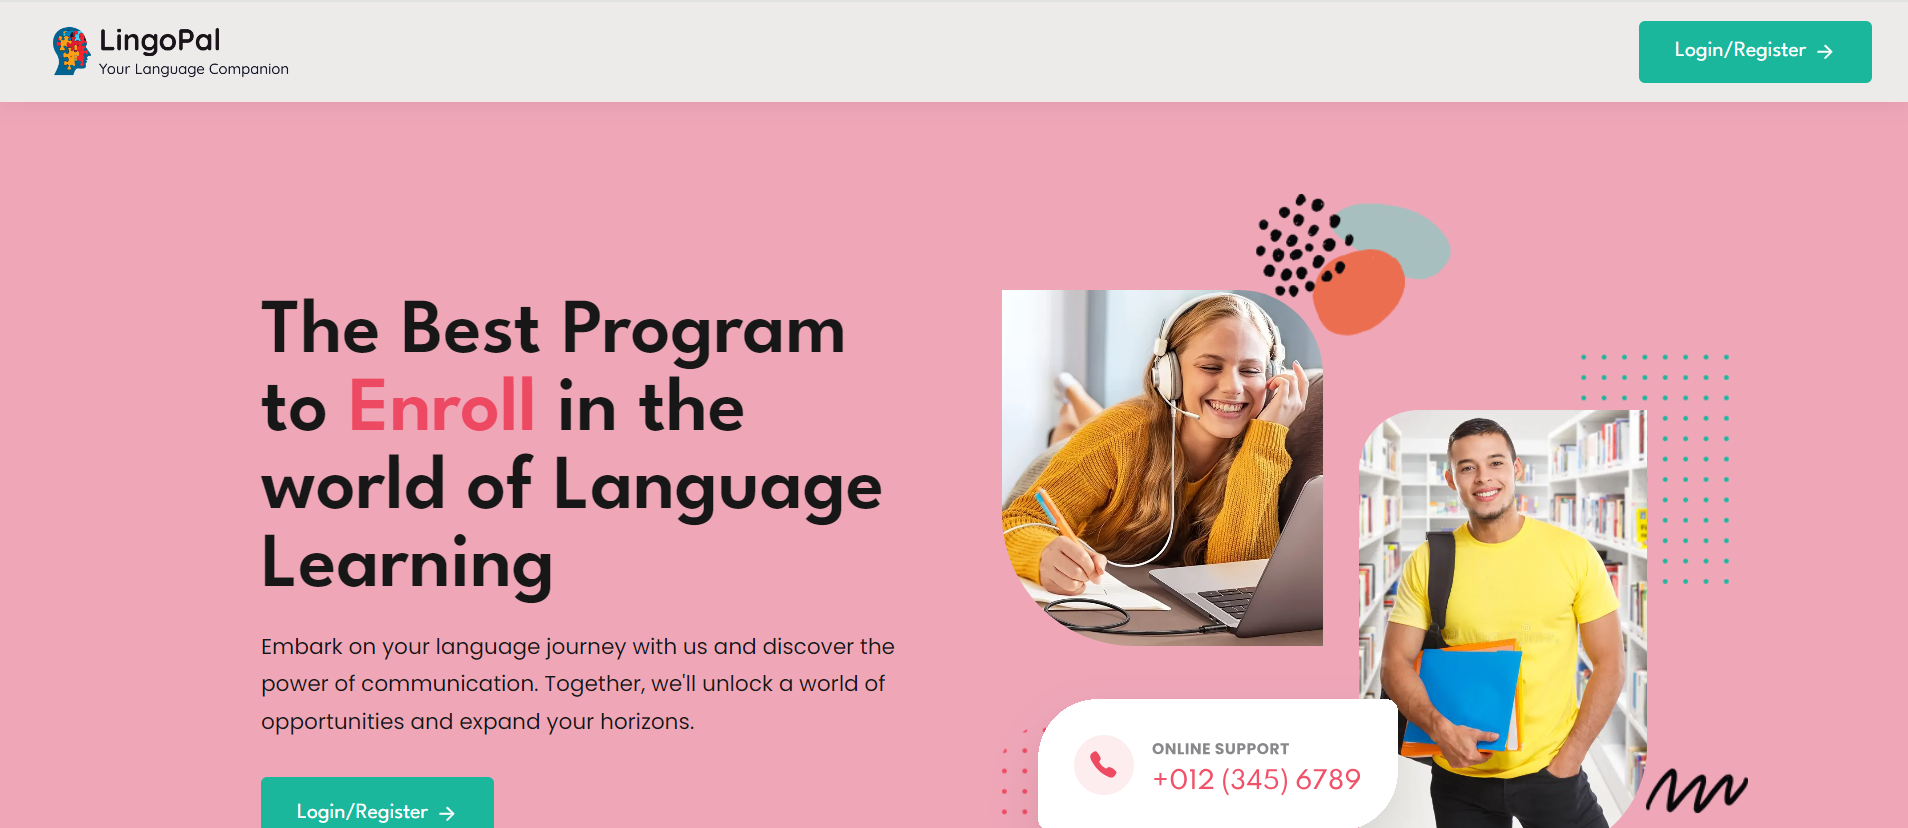 LingoPal
Your Language Companion
Login/Register
The Best Program
to Enroll in the
world of Language
Learning
Embark on your language journey with us and discover the
power of communication. Together, we'll unlock a world of
opportunities and expand your horizons.
Login/Register
ONLINE SUPPORT
+012 (345) 6789